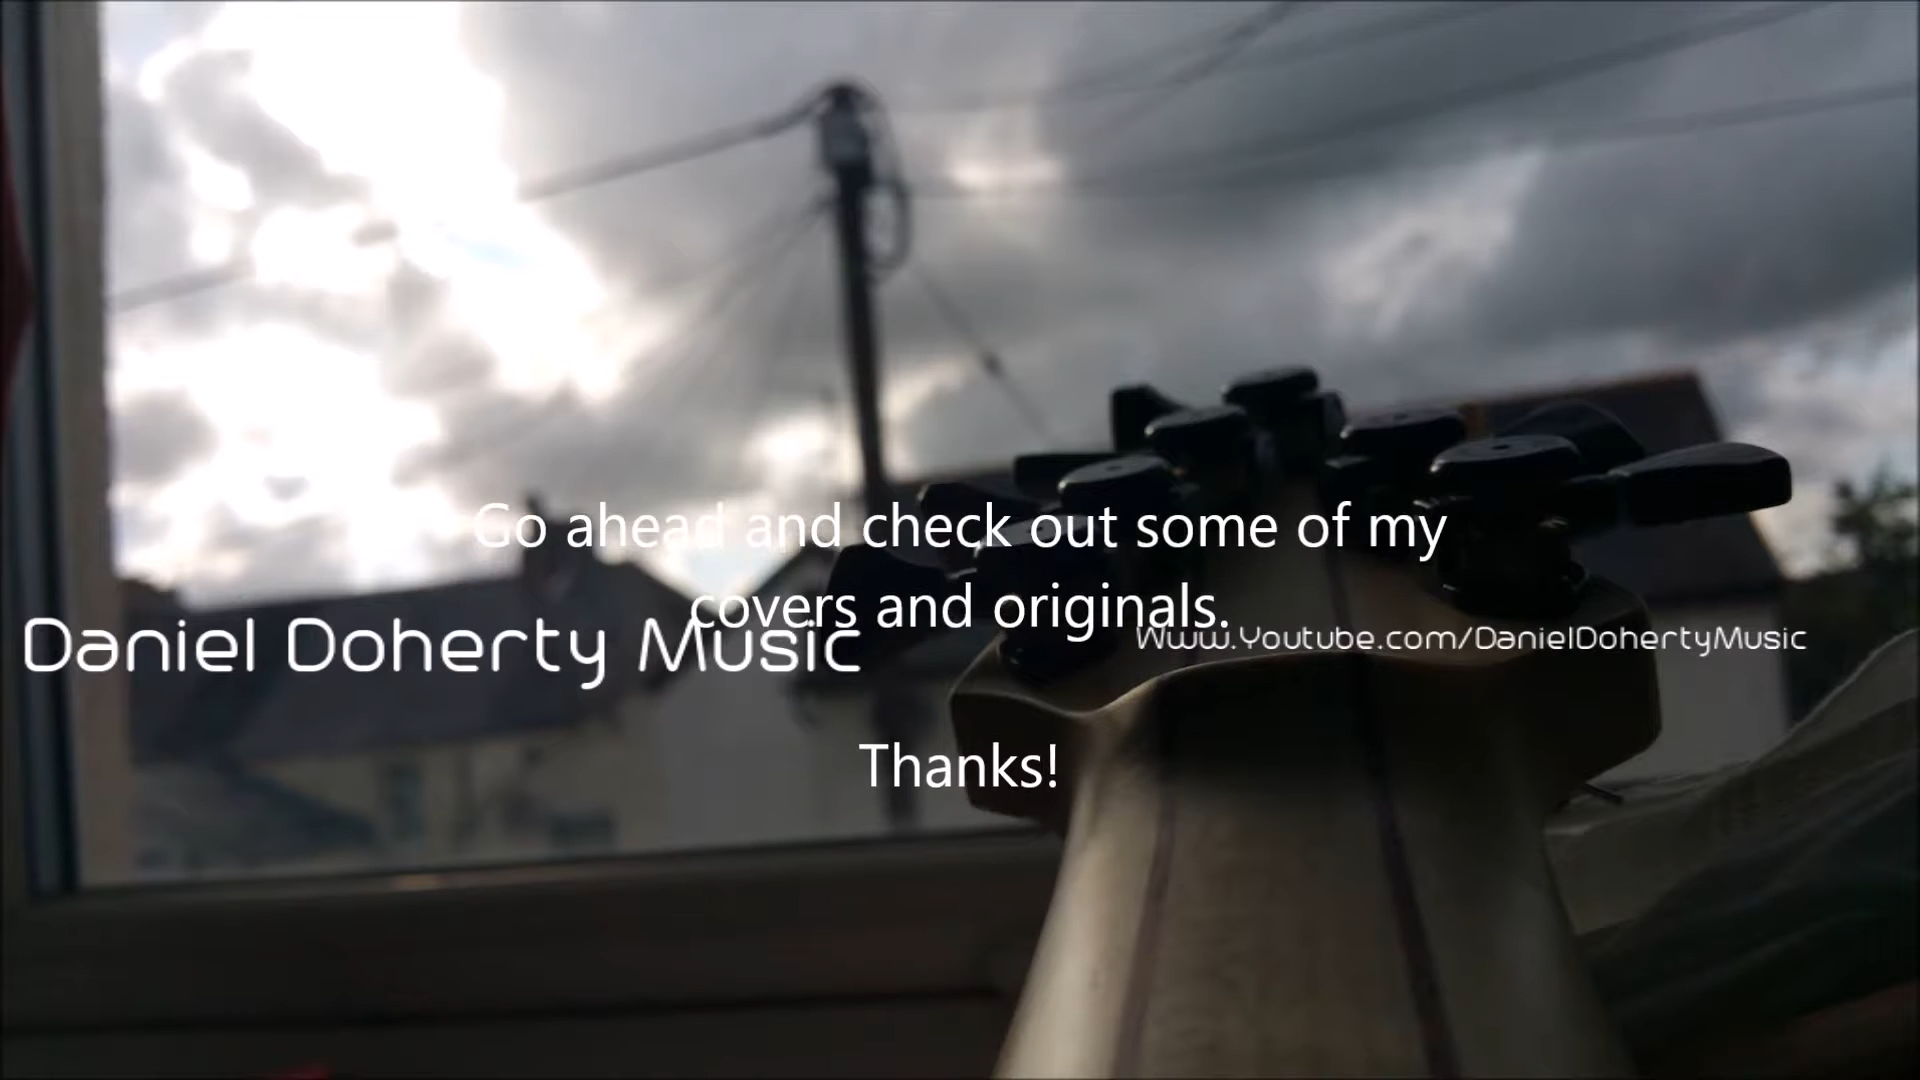 Go ahead and check out some of my
covers and originals.
Daniel Doherty Music
Www.Youtube.com/DanielDohertyMusic
Thanks!